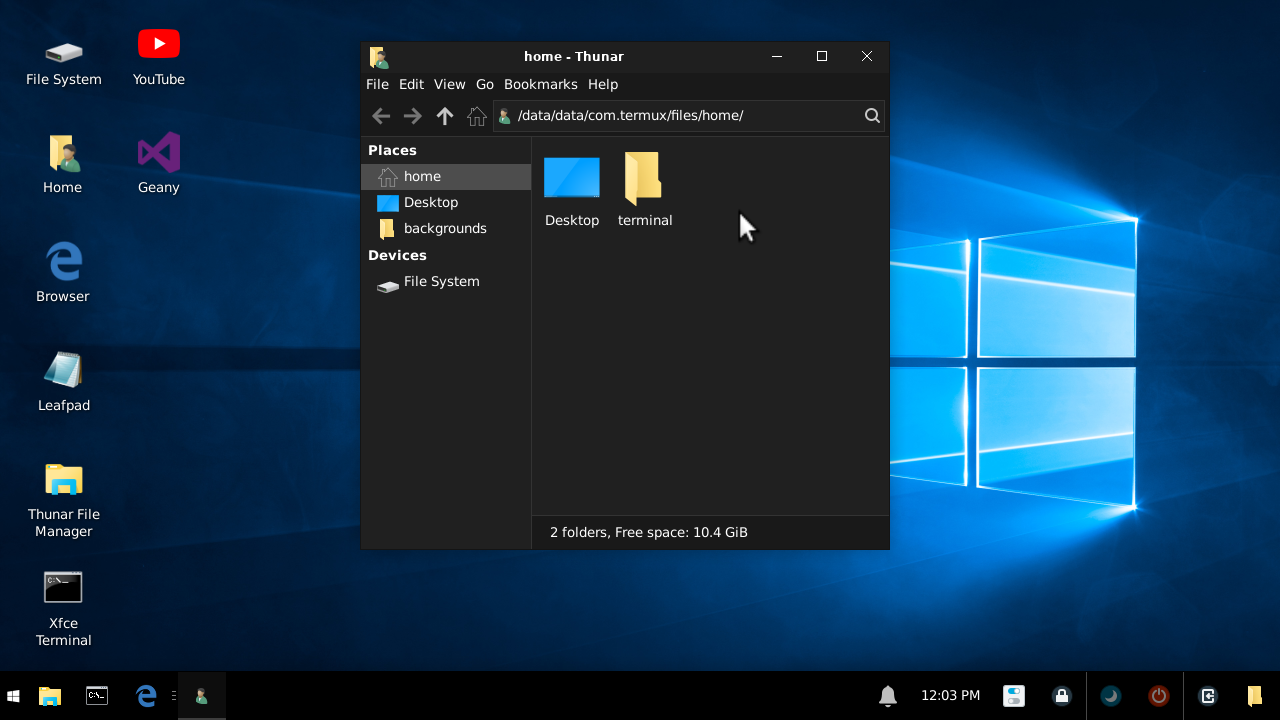 File System
YouTube
Home
Geany
Browser
Leafpad
Thunar File
Manager
C:\._
Xfce
Terminal
home - Thunar
File Edit View Go Bookmarks Help
/data/data/com.termux/files/home/
Places
home
Desktop
backgrounds
Devices
File System
Desktop
terminal
2 folders, Free space: 10.4 GiB
12:03 PM